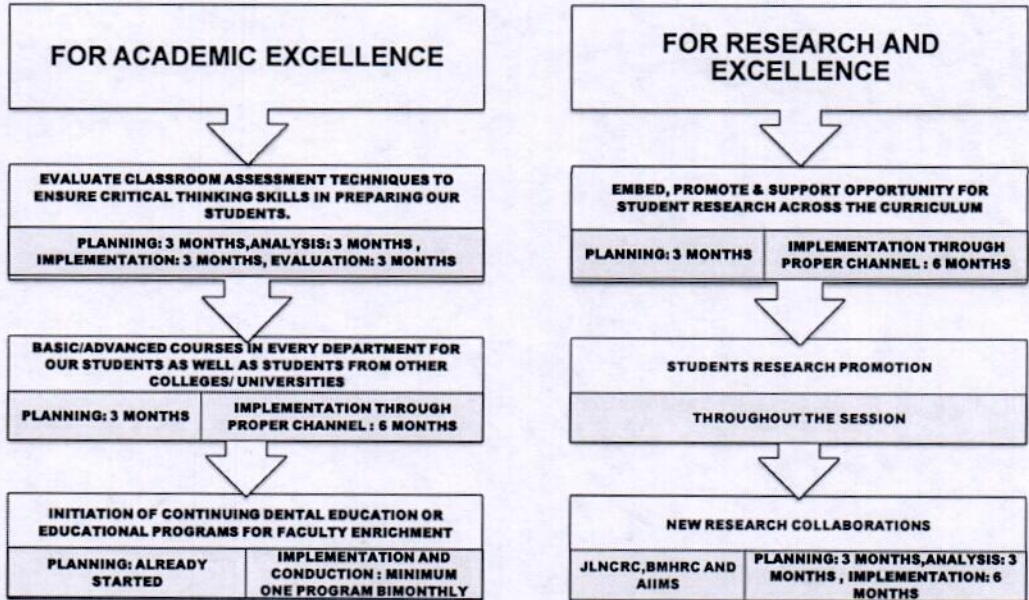 FOR ACADEMIC EXCELLENCE
EVALUATE CLASSROOM ASSESSMENT TECHNIQUES TO
ENSURE CRITICAL THINKING SKILLS IN PREPARING OUR
STUDENTS.
PLANNING: 3 MONTHS,ANALYSIS: 3 MONTHS ,
IMPLEMENTATION: 3 MONTHS, EVALUATION: 3 MONTHS
BASIC/ADVANCED COURSES IN EVERY DEPARTMENT FOR
OUR STUDENTS AS WELL AS STUDENTS FROM OTHER
COLLEGES/ UNIVERSITIES
PLANNING: 3 MONTHS
IMPLEMENTATION THROUGH
PROPER CHANNEL : 6 MONTHS
INITIATION OF CONTINUING DENTAL EDUCATION OR
EDUCATIONAL PROGRAMS FOR FACULTY ENRICHMENT
PLANNING: ALREADY
STARTED
IMPLEMENTATION AND
CONDUCTION : MINIMUM
ONE PROGRAM BIMONTHLY
FOR RESEARCH AND
EXCELLENCE
EMBED, PROMOTE & SUPPORT OPPORTUNITY FOR
STUDENT RESEARCH ACROSS THE CURRICULUM
PLANNING: 3 MONTHS
IMPLEMENTATION THROUGH
PROPER CHANNEL : 6 MONTHS
STUDENTS RESEARCH PROMOTION
THROUGHOUT THE SESSION
NEW RESEARCH COLLABORATIONS
JLNCRC,BMHRC AND
AIIMS
PLANNING: 3 MONTHS,ANALYSIS: 3
MONTHS , IMPLEMENTATION: 6
MONTHS